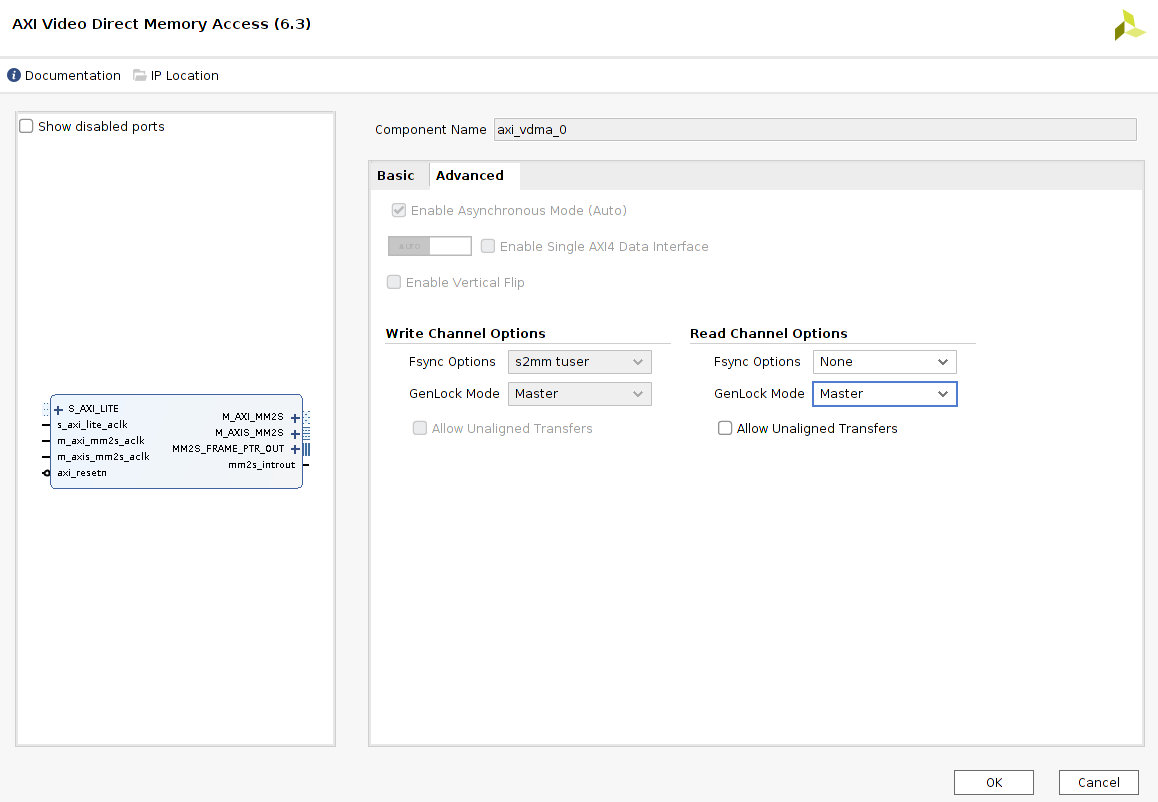 AXI Video Direct Memory Access (6.3)
Documentation IP Location
Show disabled ports
S_AXI_LITE
s_axi_lite_aclk
m_axi_mm2s_aclk
m_axis_mm2s_aclk
axi_resetn
M_AXI_MM2S
M_AXIS_MM2S
MM2S_FRAME_PTR_OUT
mm2s_introut
Component Name axi_vdma_0
Basic Advanced
Enable Asynchronous Mode (Auto)
Auto Enable Single AXI4 Data Interface
Enable Vertical Flip
Write Channel Options
Fsync Options s2mm tuser
GenLock Mode Master
Allow Unaligned Transfers
Read Channel Options
Fsync Options None
GenLock Mode Master
Allow Unaligned Transfers
OK Cancel